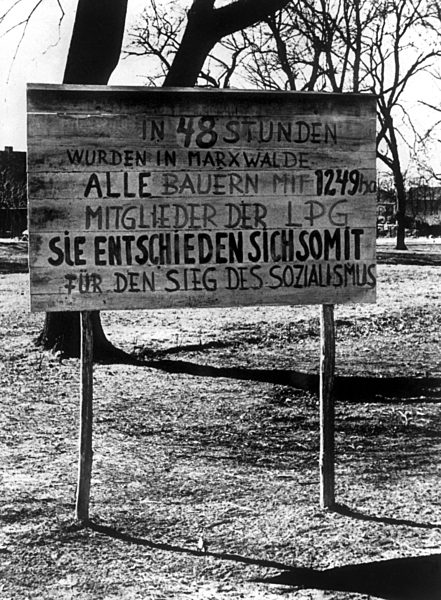 IN 48 STUNDEN
WURDEN IN MARXWALDE
ALLE BAUERN MIT 1249 ha
MITGLIEDER DER LPG
SIE ENTSCHIEDEN SICH SOMIT
FÜR DEN SIEG DES SOZIALISMUS